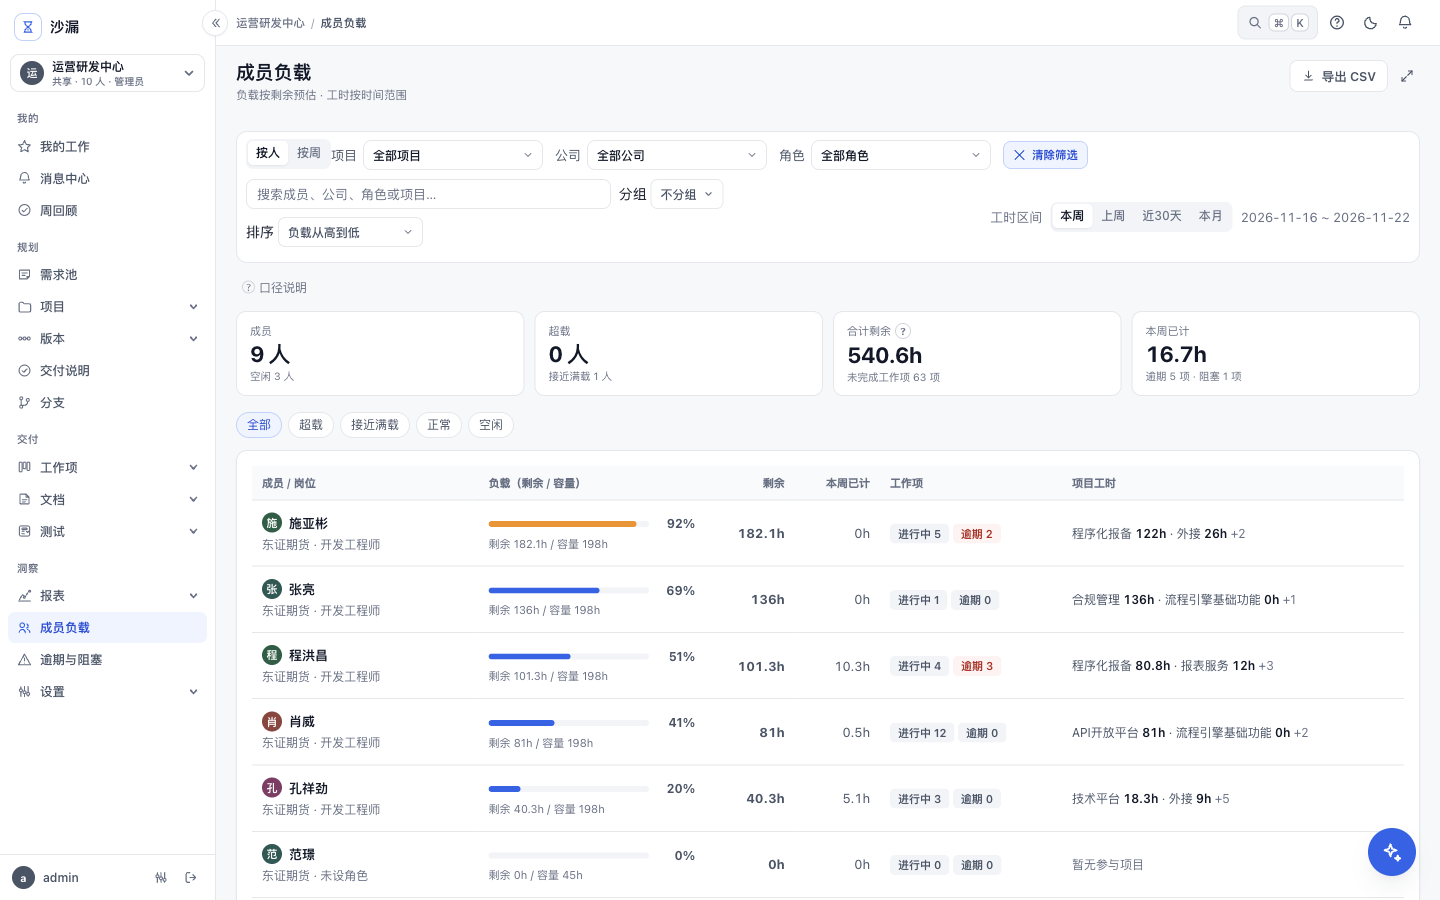 沙漏
运
运营研发中心
共享 · 10 人 · 管理员
我的
我的工作
消息中心
周回顾
规划
需求池
项目
版本
交付说明
分支
交付
工作项
文档
测试
洞察
报表
成员负载
逾期与阻塞
设置
a admin
运营研发中心 / 成员负载
⌘ K
成员负载
负载按剩余预估 · 工时按时间范围
导出 CSV
按人 按周 项目 全部项目 公司 全部公司 角色 全部角色 清除筛选
搜索成员、公司、角色或项目... 分组 不分组
排序 负载从高到低
工时区间 本周 上周 近30天 本月 2026-11-16 ~ 2026-11-22
? 口径说明
成员
9 人
空闲 3 人
超载
0 人
接近满载 1 人
合计剩余 ?
540.6h
未完成工作项 63 项
本周已计
16.7h
逾期 5 项 · 阻塞 1 项
全部 超载 接近满载 正常 空闲
成员 / 岗位 负载（剩余 / 容量） 剩余 本周已计 工作项 项目工时
施 施亚彬
东证期货 · 开发工程师
92%
剩余 182.1h / 容量 198h
182.1h 0h 进行中 5 逾期 2 程序化报备 122h · 外接 26h +2
张 张亮
东证期货 · 开发工程师
69%
剩余 136h / 容量 198h
136h 0h 进行中 1 逾期 0 合规管理 136h · 流程引擎基础功能 0h +1
程 程洪昌
东证期货 · 开发工程师
51%
剩余 101.3h / 容量 198h
101.3h 10.3h 进行中 4 逾期 3 程序化报备 80.8h · 报表服务 12h +3
肖 肖威
东证期货 · 开发工程师
41%
剩余 81h / 容量 198h
81h 0.5h 进行中 12 逾期 0 API开放平台 81h · 流程引擎基础功能 0h +2
孔 孔祥劲
东证期货 · 开发工程师
20%
剩余 40.3h / 容量 198h
40.3h 5.1h 进行中 3 逾期 0 技术平台 18.3h · 外接 9h +5
范 范璟
东证期货 · 未设角色
0%
剩余 0h / 容量 45h
0h 0h 进行中 0 逾期 0 暂无参与项目